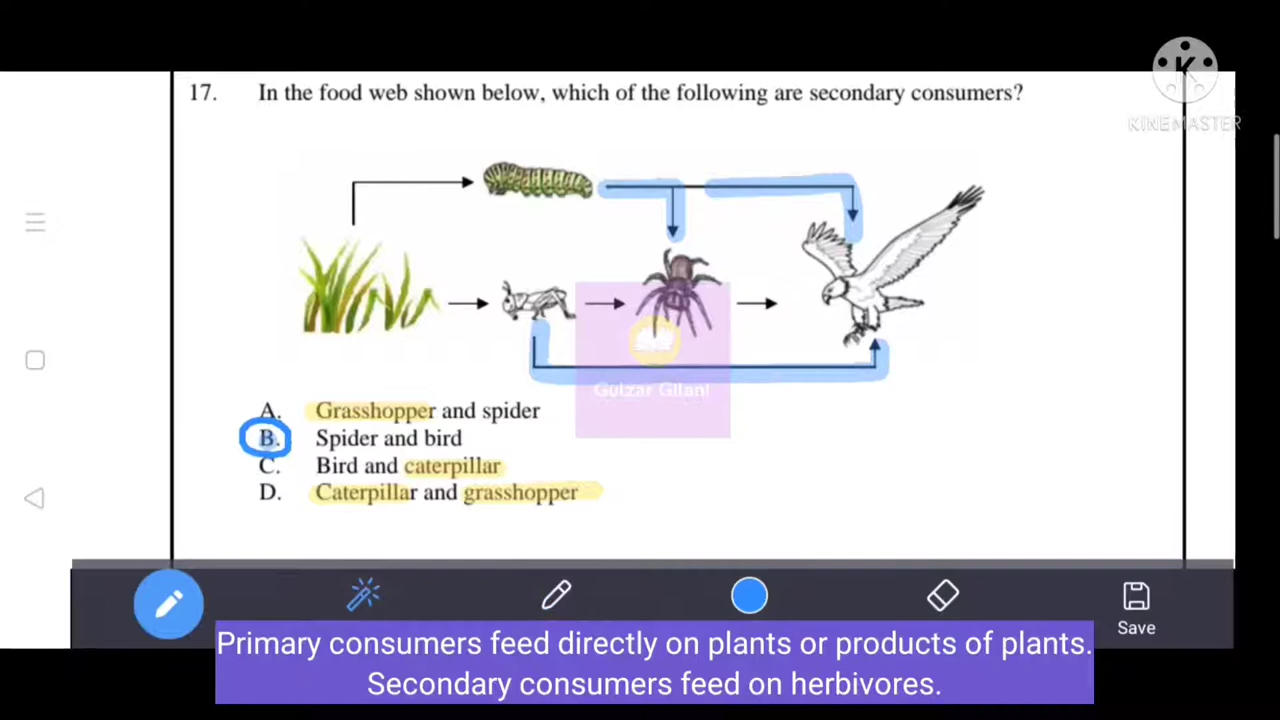 KINEMASTER
17. In the food web shown below, which of the following are secondary consumers?
Gulzar Gilani
A. Grasshopper and spider
B. Spider and bird
C. Bird and caterpillar
D. Caterpillar and grasshopper
Save
Primary consumers feed directly on plants or products of plants.
Secondary consumers feed on herbivores.